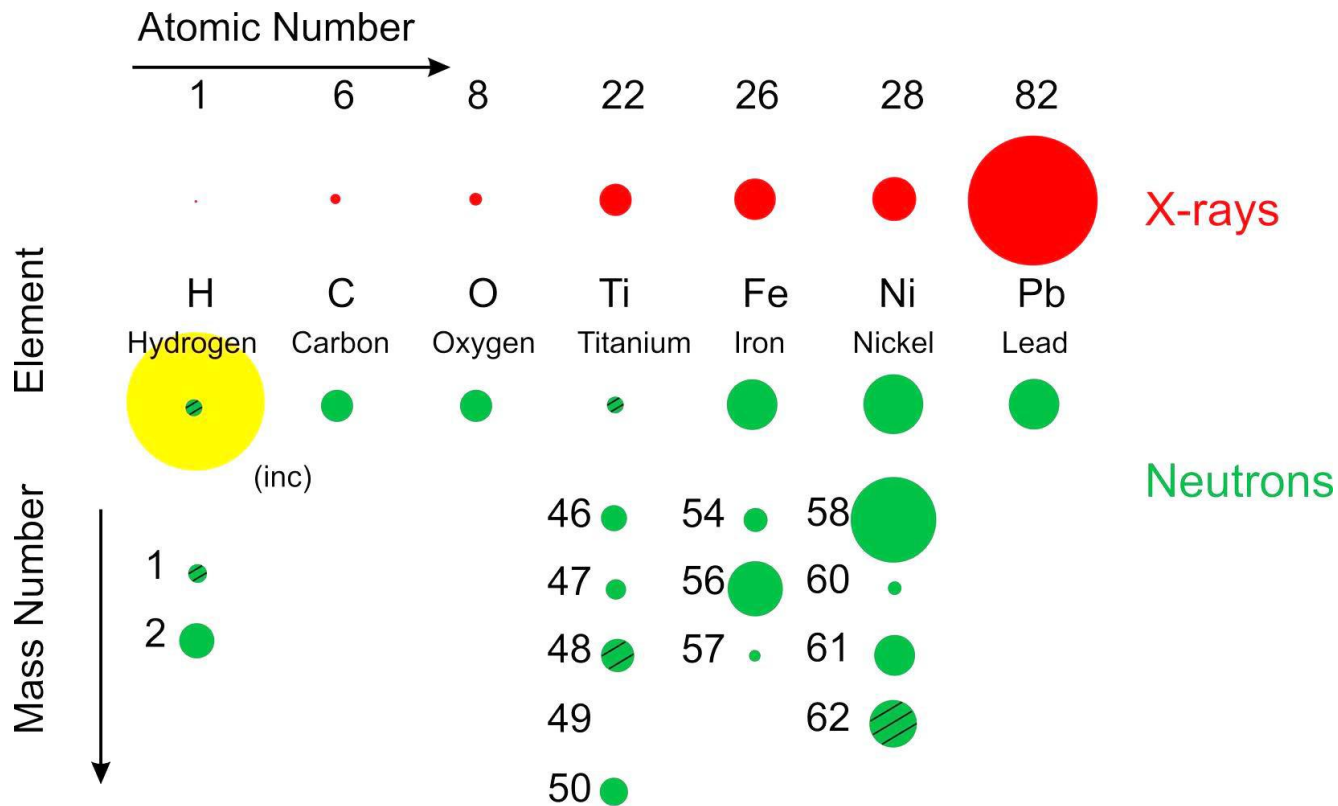 Atomic Number
1 6 8 22 26 28 82
X-rays
Element
H C O Ti Fe Ni Pb
Hydrogen Carbon Oxygen Titanium Iron Nickel Lead
(inc)
Neutrons
Mass Number
46 54 58
1 47 56 60
2 48 57 61
49 62
50